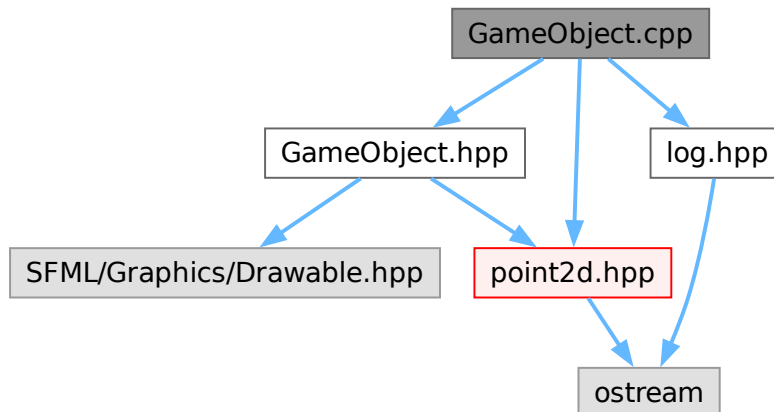 GameObject.cpp
GameObject.hpp
log.hpp
SFML/Graphics/Drawable.hpp
point2d.hpp
ostream